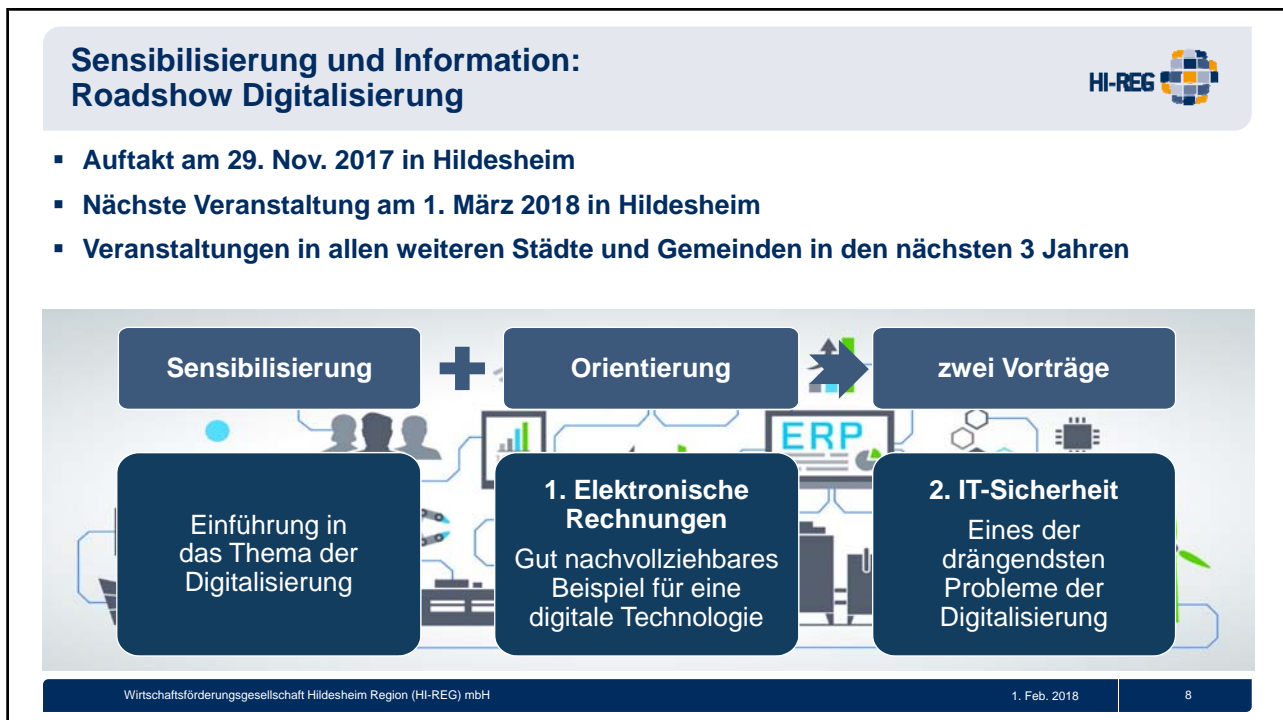 Sensibilisierung und Information:
Roadshow Digitalisierung
HI-REG
▪ Auftakt am 29. Nov. 2017 in Hildesheim
▪ Nächste Veranstaltung am 1. März 2018 in Hildesheim
▪ Veranstaltungen in allen weiteren Städte und Gemeinden in den nächsten 3 Jahren
Sensibilisierung
Orientierung
zwei Vorträge
ERP
Einführung in
das Thema der
Digitalisierung
1. Elektronische
Rechnungen
Gut nachvollziehbares
Beispiel für eine
digitale Technologie
2. IT-Sicherheit
Eines der
drängendsten
Probleme der
Digitalisierung
Wirtschaftsförderungsgesellschaft Hildesheim Region (HI-REG) mbH
1. Feb. 2018
8